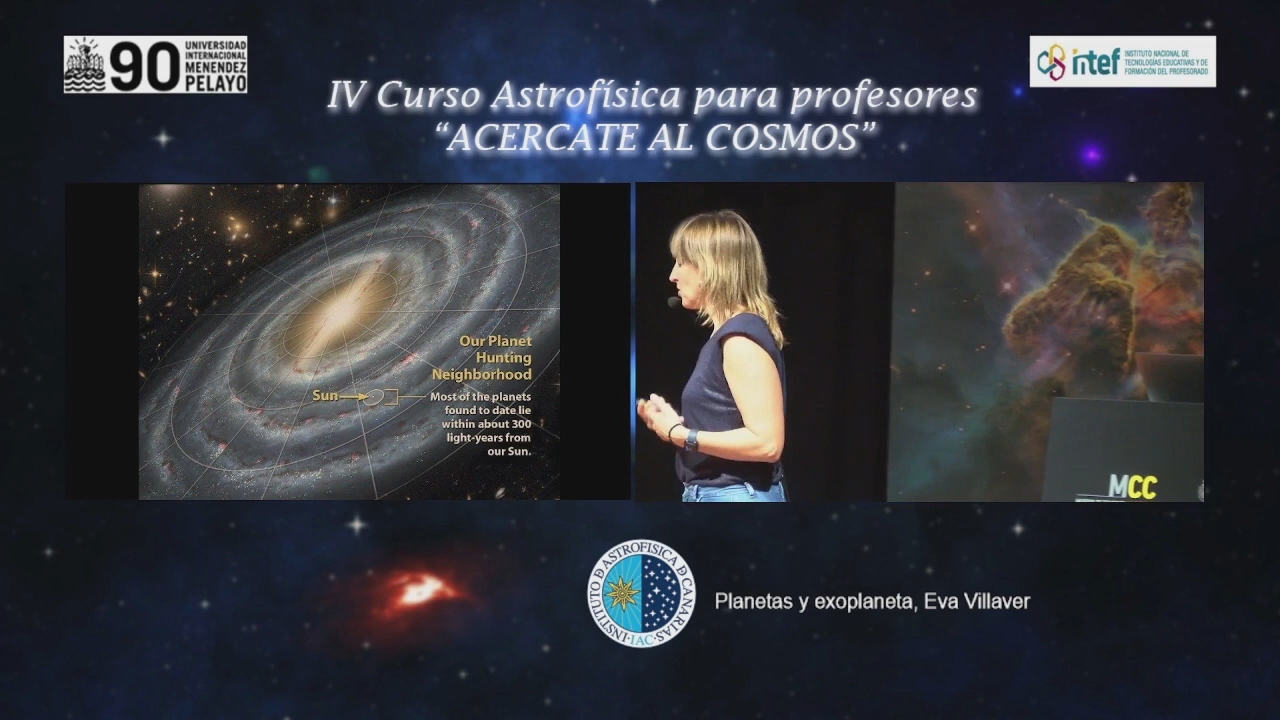 90
UNIVERSIDAD
INTERNACIONAL
MENENDEZ
PELAYO
intef
INSTITUTO NACIONAL DE
TECNOLOGÍAS EDUCATIVAS Y DE
FORMACIÓN DEL PROFESORADO
IV Curso Astrofísica para profesores
“ACERCATE AL COSMOS”
Our Planet
Hunting
Neighborhood
Sun
Most of the planets
found to date lie
within about 300
light-years from
our Sun.
MCC
INSTITUTO D ASTROFISICA D CANARIAS
·IAC·
Planetas y exoplaneta, Eva Villaver